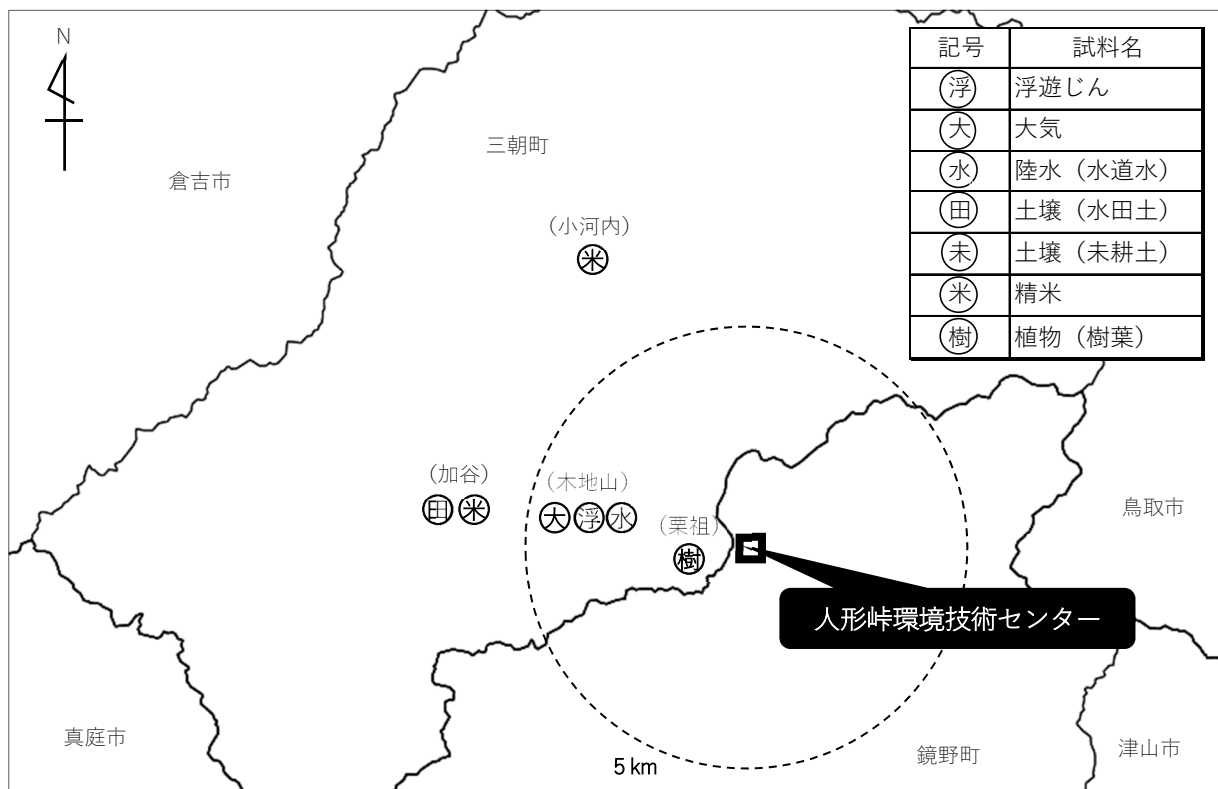 N
記号 試料名
浮 浮遊じん
大 大気
水 陸水（水道水）
田 土壌（水田土）
未 土壌（未耕土）
米 精米
樹 植物（樹葉）
三朝町
倉吉市
（小河内）
米
（加谷）
田 米
（木地山）
大 浮 水
（栗祖）
樹
鳥取市
人形峠環境技術センター
真庭市
5 km
鏡野町
津山市